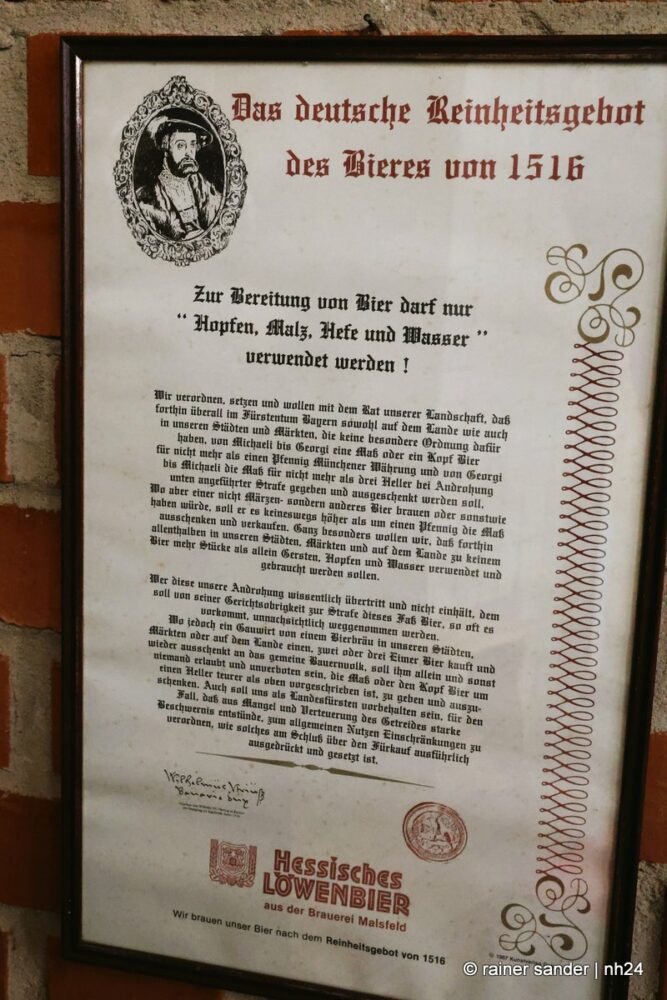 Das deutsche Reinheitsgebot
des Bieres von 1516
Zur Bereitung von Bier darf nur
" Hopfen, Malz, Hefe und Wasser "
verwendet werden !
Wir verordnen, setzen und wollen mit dem Rat unserer Landschaft, daß
forthin überall im Fürstentum Bayern sowohl auf dem Lande wie auch
in unseren Städten und Märkten, die keine besondere Ordnung dafür
haben, von Michaeli bis Georgi eine Maß oder ein Kopf Bier
für nicht mehr als einen Pfennig Münchener Währung und von Georgi
bis Michaeli die Maß für nicht mehr als drei Heller bei Androhung
unten angeführter Strafe gegeben und ausgeschenkt werden soll.
Wo aber einer nicht Märzen- sondern anderes Bier brauen oder sonstwie
haben würde, soll er es keineswegs höher als um einen Pfennig die Maß
ausschenken und verkaufen. Ganz besonders wollen wir, daß forthin
allenthalben in unseren Städten, Märkten und auf dem Lande zu keinem
Bier mehr Stücke als allein Gersten, Hopfen und Wasser verwendet und
gebraucht werden sollen.
Wer diese unsere Androhung wissentlich übertritt und nicht einhält, dem
soll von seiner Gerichtsobrigkeit zur Strafe dieses Faß Bier, so oft es
vorkommt, unnachsichtlich weggenommen werden.
Wo jedoch ein Gauwirt von einem Bierbräu in unseren Städten,
Märkten oder auf dem Lande einen, zwei oder drei Eimer Bier kauft und
wieder ausschenkt an das gemeine Bauernvolk, soll ihm allein und sonst
niemand erlaubt und unverboten sein, die Maß oder den Kopf Bier um
einen Heller teurer als oben vorgeschrieben ist, zu geben und auszu-
schenken. Auch soll uns als Landesfürsten vorbehalten sein, für den
Fall, daß aus Mangel und Verteuerung des Getreides starke
Beschwernis entstünde, zum allgemeinen Nutzen Einschränkungen zu
verordnen, wie solches am Schluß über den Fürkauf ausführlich
ausgedrückt und gesetzt ist.
Hessisches
LÖWENBIER
aus der Brauerei Malsfeld
Wir brauen unser Bier nach dem Reinheitsgebot von 1516
© 1987 Kunstverlag
© rainer sander | nh24